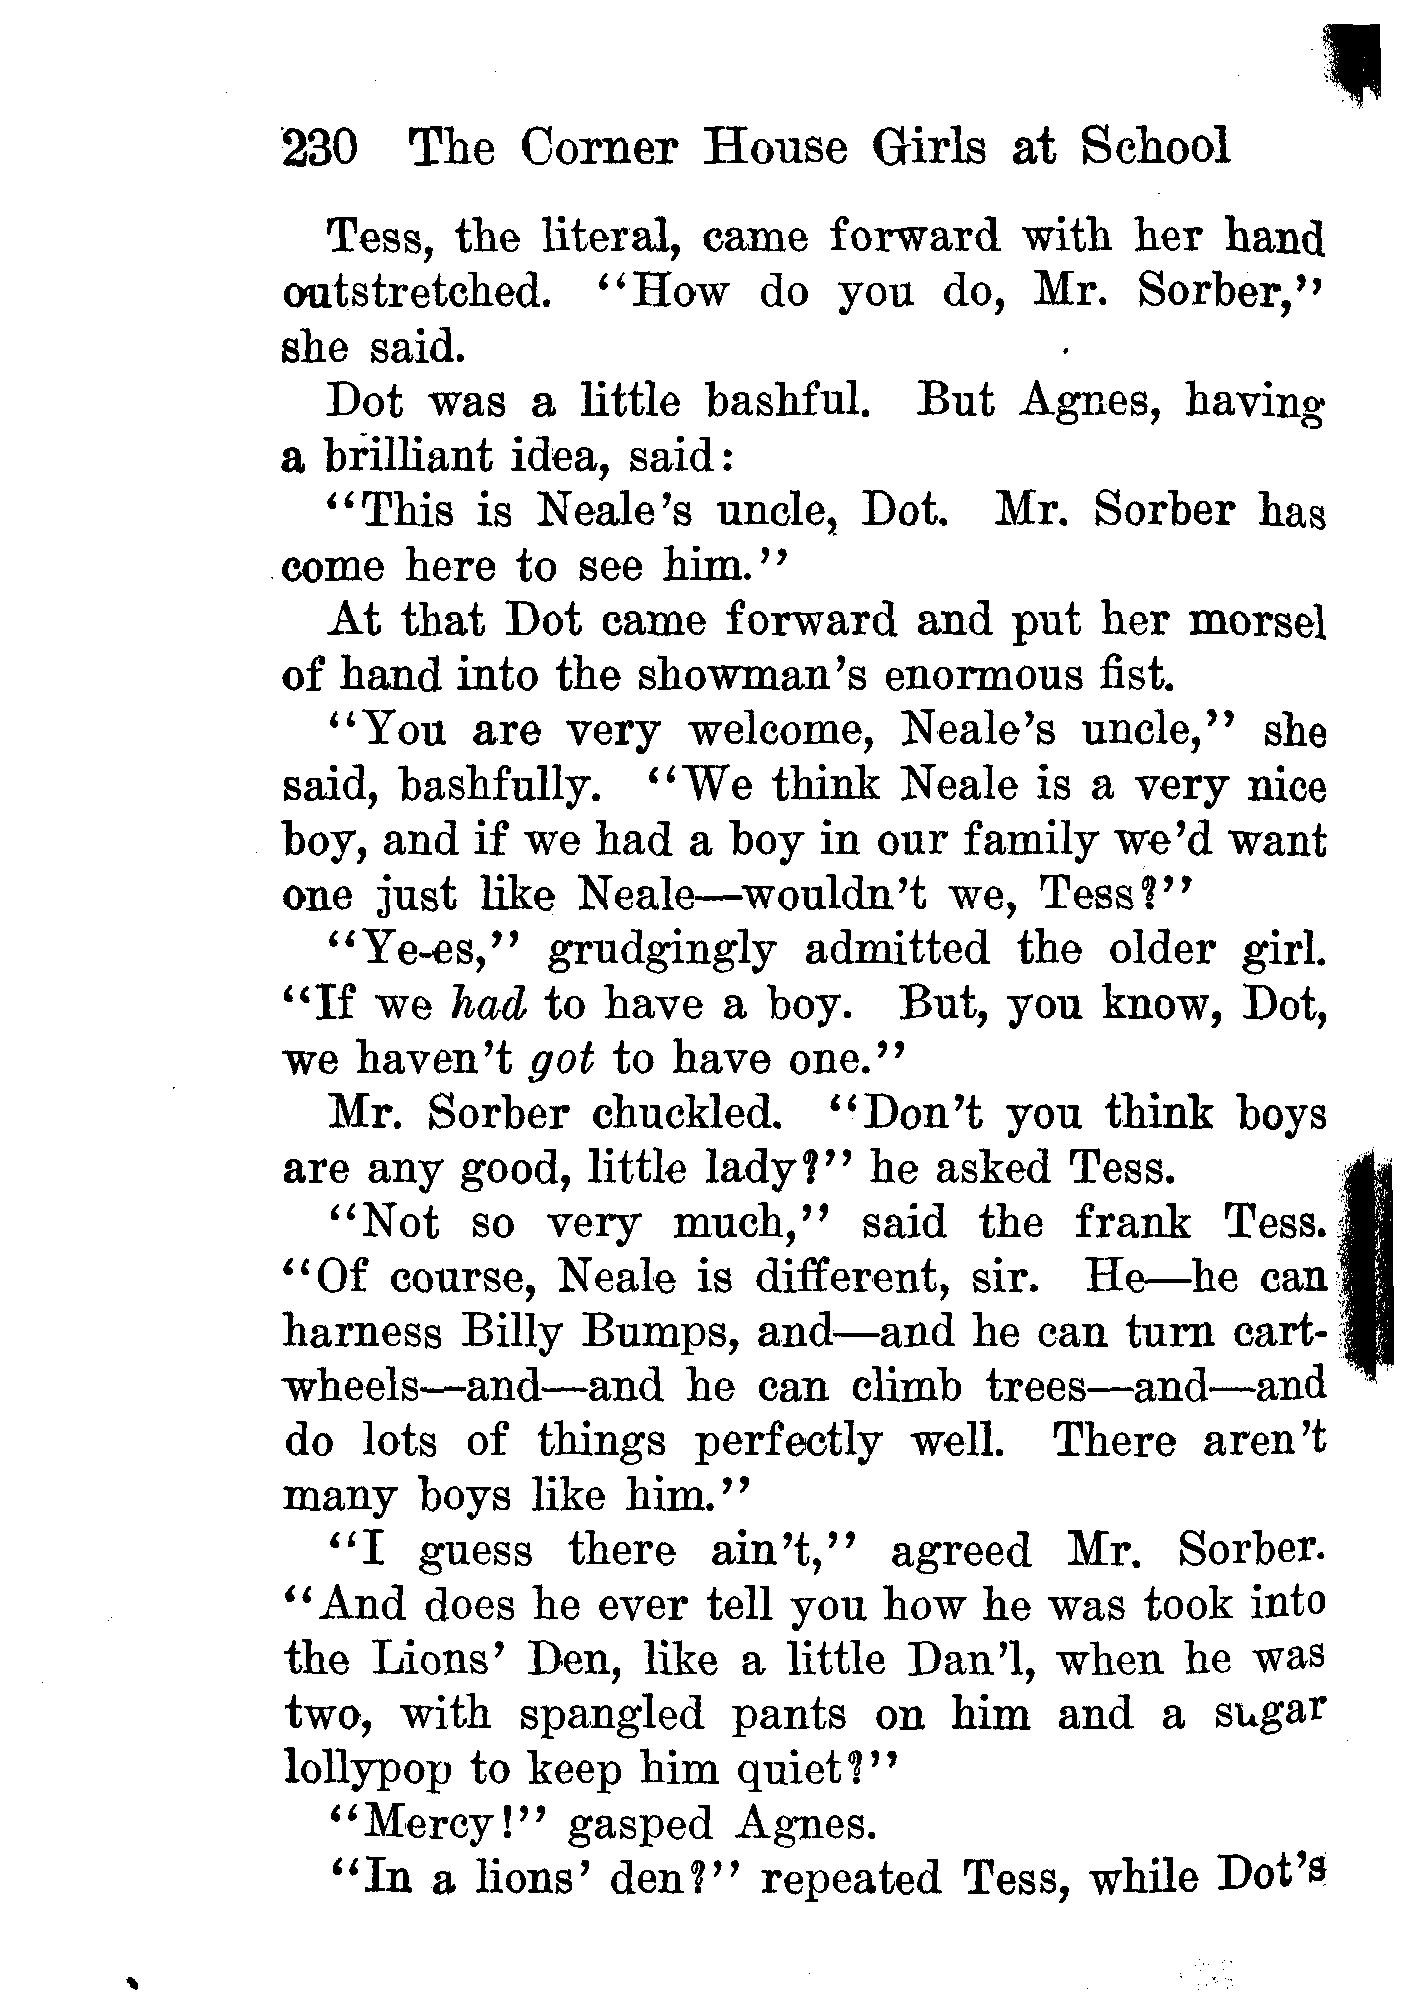 230 The Corner House Girls at School
Tess, the literal, came forward with her hand
outstretched. "How do you do, Mr. Sorber,"
she said.
Dot was a little bashful. But Agnes, having
a brilliant idea, said:
"This is Neale's uncle, Dot. Mr. Sorber has
come here to see him."
At that Dot came forward and put her morsel
of hand into the showman's enormous fist.
"You are very welcome, Neale's uncle," she
said, bashfully. "We think Neale is a very nice
boy, and if we had a boy in our family we'd want
one just like Neale—wouldn't we, Tess?"
"Ye-es," grudgingly admitted the older girl.
"If we had to have a boy. But, you know, Dot,
we haven't got to have one."
Mr. Sorber chuckled. "Don't you think boys
are any good, little lady?" he asked Tess.
"Not so very much," said the frank Tess.
"Of course, Neale is different, sir. He—he can
harness Billy Bumps, and—and he can turn cart-
wheels—and—and he can climb trees—and—and
do lots of things perfectly well. There aren't
many boys like him."
"I guess there ain't," agreed Mr. Sorber.
"And does he ever tell you how he was took into
the Lions' Den, like a little Dan'l, when he was
two, with spangled pants on him and a sugar
lollypop to keep him quiet?"
"Mercy!" gasped Agnes.
"In a lions' den?" repeated Tess, while Dot's